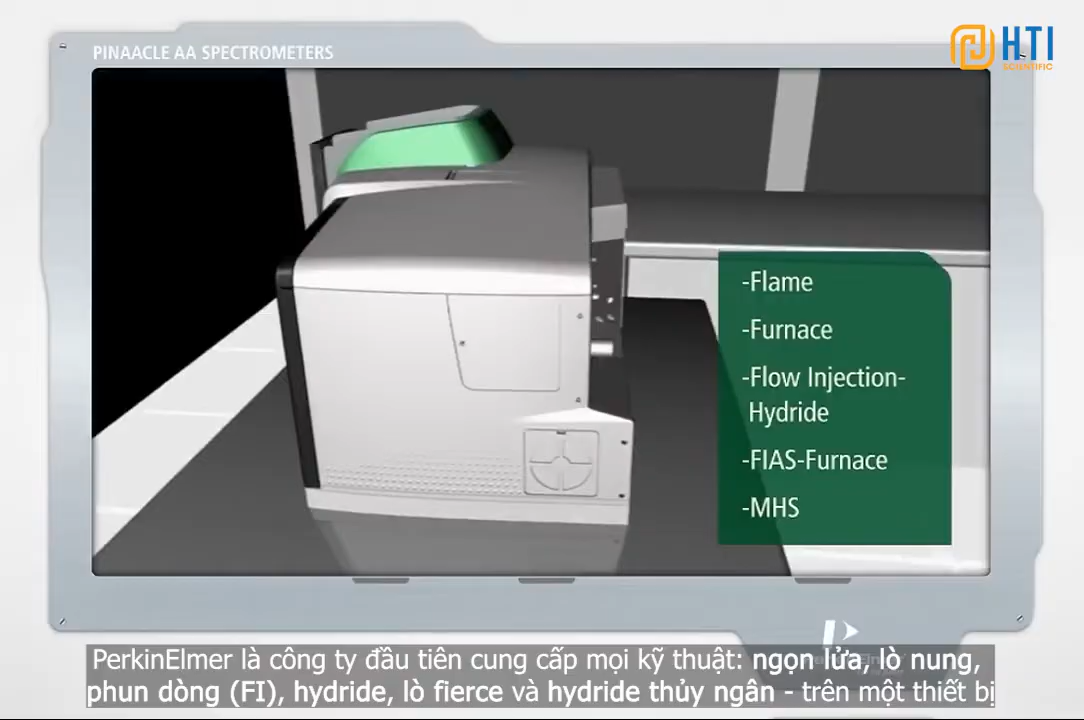 PINAACLE AA SPECTROMETERS
HTI
SCIENTIFIC
-Flame
-Furnace
-Flow Injection-
Hydride
-FIAS-Furnace
-MHS
PerkinElmer là công ty đầu tiên cung cấp mọi kỹ thuật: ngọn lửa, lò nung,
phun dòng (FI), hydride, lò fierce và hydride thủy ngân - trên một thiết bị